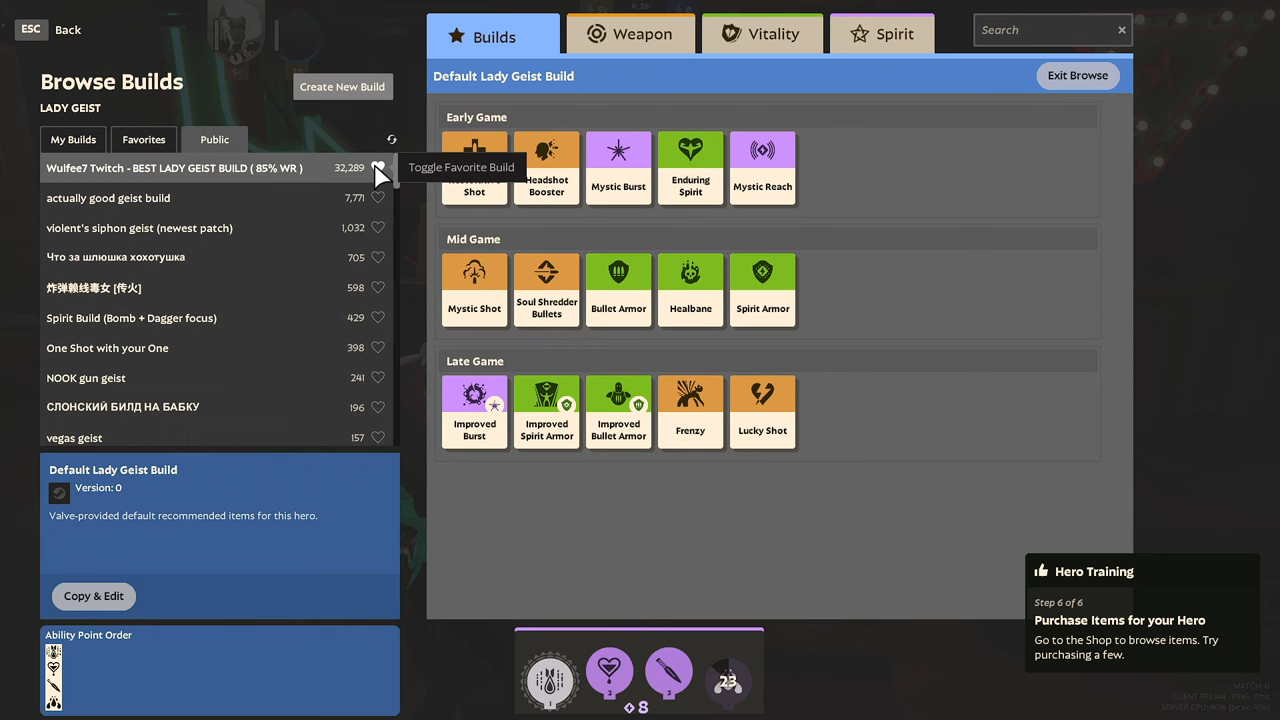 ESC Back
Builds
Weapon
Vitality
Spirit
Search
Browse Builds
Create New Build
LADY GEIST
Default Lady Geist Build
Exit Browse
My Builds
Favorites
Public
Wulfee7 Twitch - BEST LADY GEIST BUILD ( 85% WR ) 32,289
Toggle Favorite Build
actually good geist build 7,771
violent's siphon geist (newest patch) 1,032
Что за шлюшка хохотушка 705
炸弹赖线毒女 [传火] 598
Spirit Build (Bomb + Dagger focus) 429
One Shot with your One 398
NOOK gun geist 241
СЛОНСКИЙ БИЛД НА БАБКУ 196
vegas geist 157
Early Game
Shot
Headshot
Booster
Mystic Burst
Enduring
Spirit
Mystic Reach
Mid Game
Mystic Shot
Soul Shredder
Bullets
Bullet Armor
Healbane
Spirit Armor
Late Game
Improved
Burst
Improved
Spirit Armor
Improved
Bullet Armor
Frenzy
Lucky Shot
Default Lady Geist Build
Version: 0
Valve-provided default recommended items for this hero.
Copy & Edit
Ability Point Order
1
2
3
23
8
Hero Training
Step 6 of 6
Purchase Items for your Hero
Go to the Shop to browse items. Try
purchasing a few.
MATCH: 0